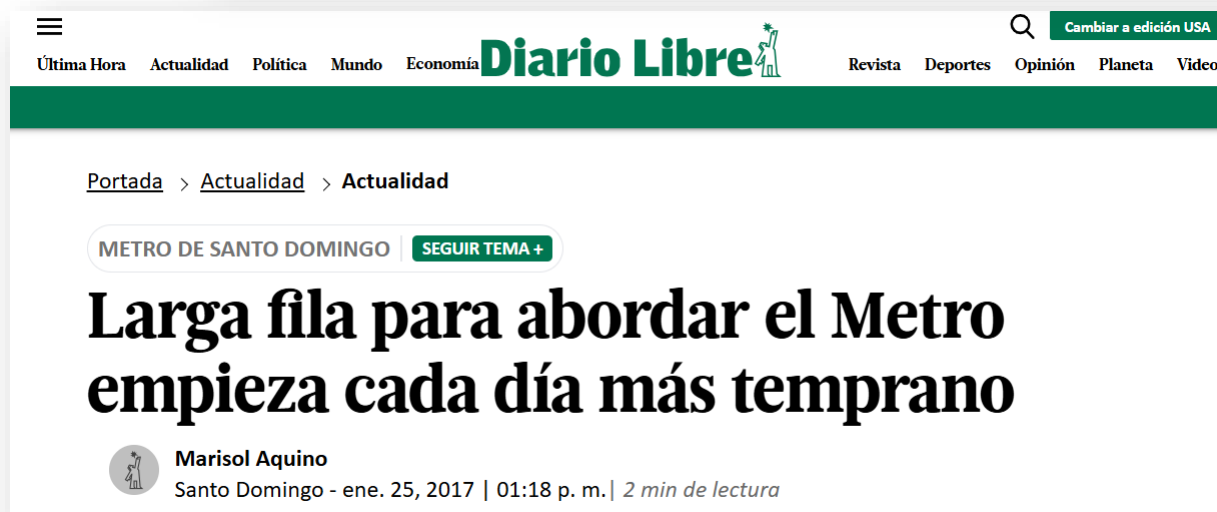 Cambiar a edición USA
Última Hora Actualidad Política Mundo Economía Diario Libre Revista Deportes Opinión Planeta Video
Portada > Actualidad > Actualidad
METRO DE SANTO DOMINGO | SEGUIR TEMA +
Larga fila para abordar el Metro
empieza cada día más temprano
Marisol Aquino
Santo Domingo - ene. 25, 2017 | 01:18 p. m.| 2 min de lectura